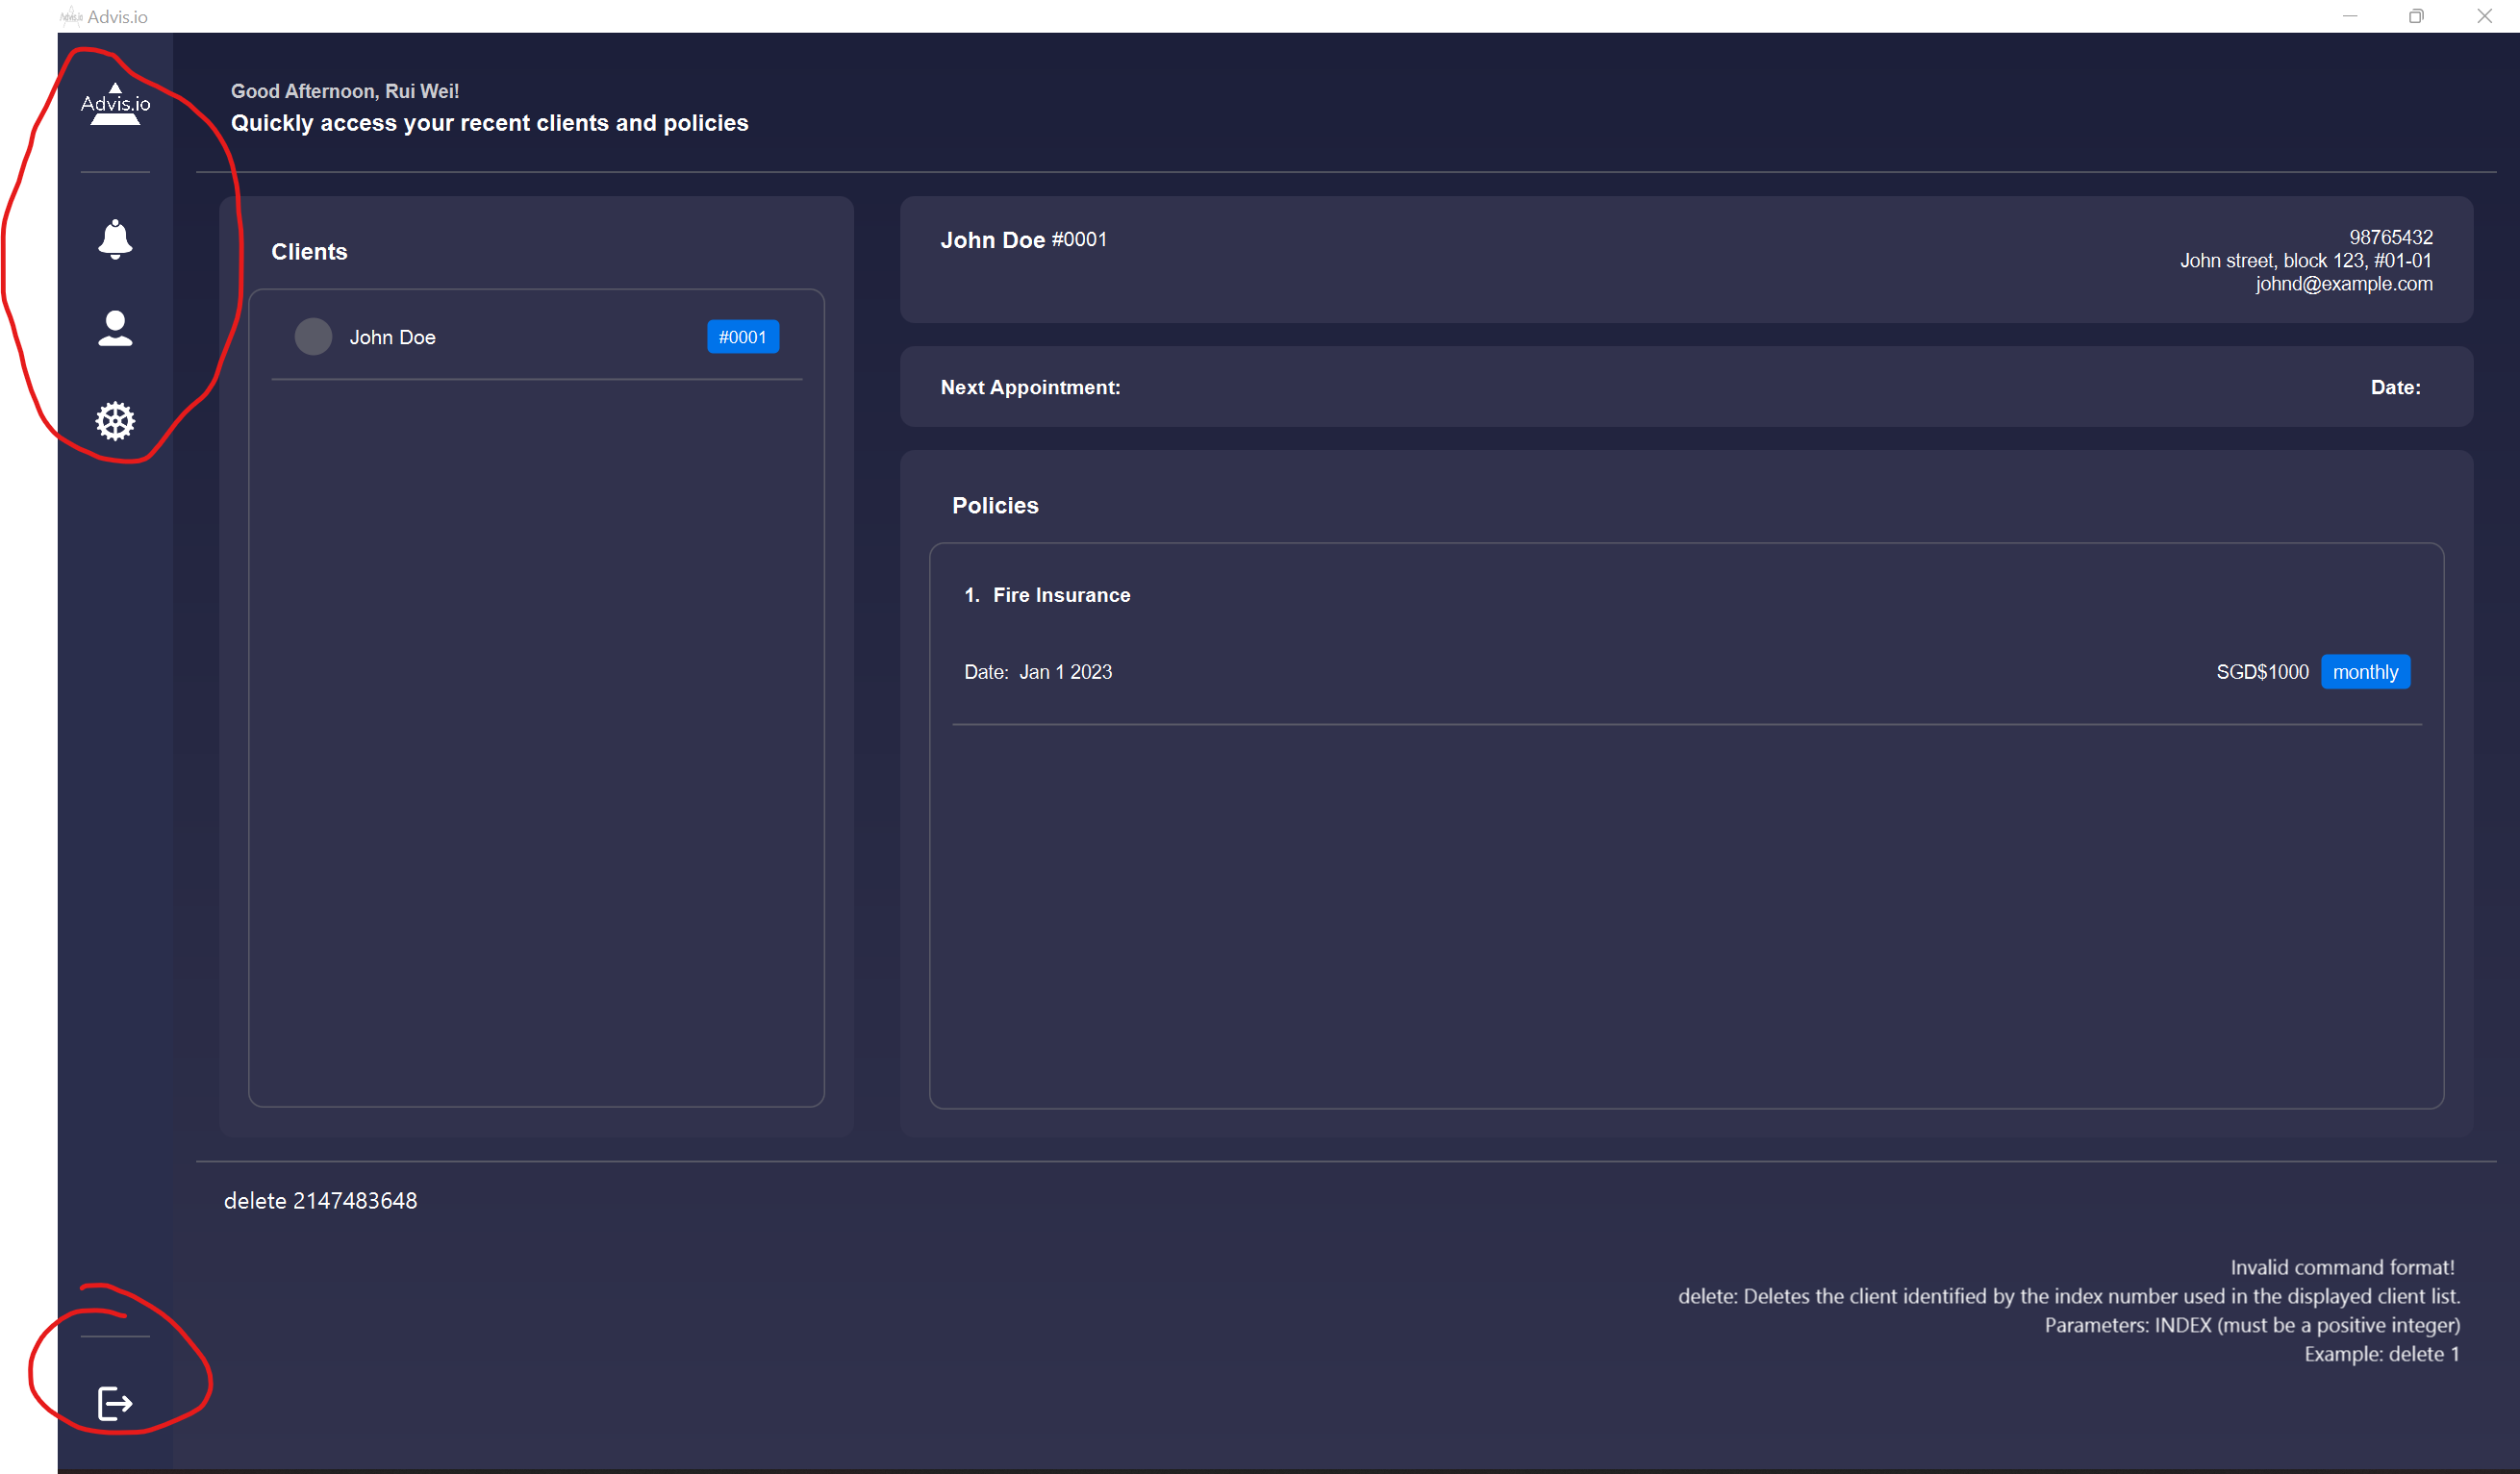 Advis.io
Advis.io
Good Afternoon, Rui Wei!
Quickly access your recent clients and policies
Clients
John Doe #0001
John Doe #0001
98765432
John street, block 123, #01-01
johnd@example.com
Next Appointment: Date:
Policies
1. Fire Insurance
Date: Jan 1 2023 SGD$1000 monthly
delete 2147483648
Invalid command format!
delete: Deletes the client identified by the index number used in the displayed client list.
Parameters: INDEX (must be a positive integer)
Example: delete 1